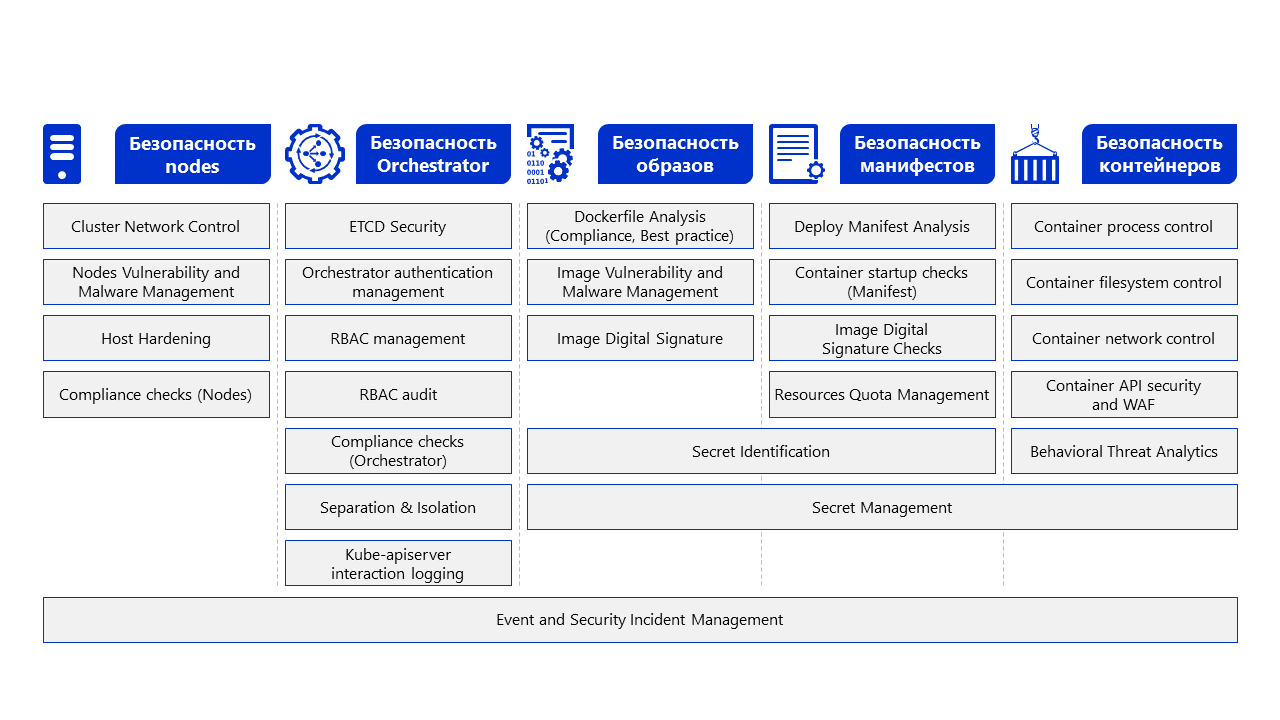 Безопасность
nodes
Безопасность
Orchestrator
Безопасность
образов
Безопасность
манифестов
Безопасность
контейнеров
01
0110
0001
01101
Cluster Network Control
Nodes Vulnerability and
Malware Management
Host Hardening
Compliance checks (Nodes)
ETCD Security
Orchestrator authentication
management
RBAC management
RBAC audit
Compliance checks
(Orchestrator)
Separation & Isolation
Kube-apiserver
interaction logging
Dockerfile Analysis
(Compliance, Best practice)
Image Vulnerability and
Malware Management
Image Digital Signature
Deploy Manifest Analysis
Container startup checks
(Manifest)
Image Digital
Signature Checks
Resources Quota Management
Container process control
Container filesystem control
Container network control
Container API security
and WAF
Behavioral Threat Analytics
Secret Identification
Secret Management
Event and Security Incident Management